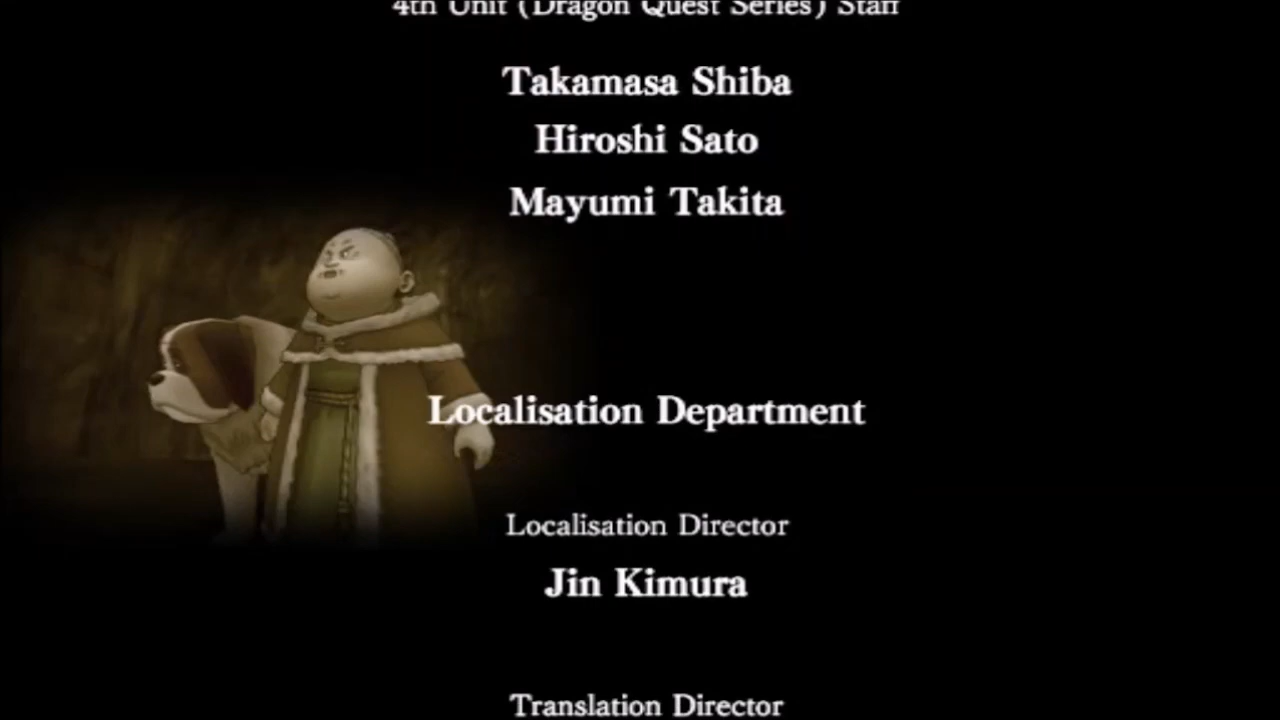 4th Unit (Dragon Quest Series) Staff
Takamasa Shiba
Hiroshi Sato
Mayumi Takita
Localisation Department
Localisation Director
Jin Kimura
Translation Director